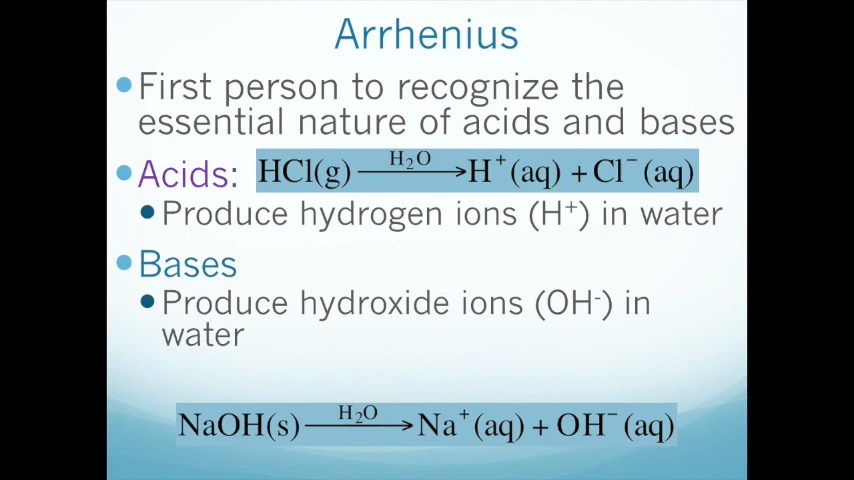 Arrhenius
First person to recognize the
essential nature of acids and bases
Acids: HCl(g) —H₂O→ H⁺(aq) + Cl⁻(aq)
Produce hydrogen ions (H⁺) in water
Bases
Produce hydroxide ions (OH⁻) in
water
NaOH(s) —H₂O→ Na⁺(aq) + OH⁻(aq)